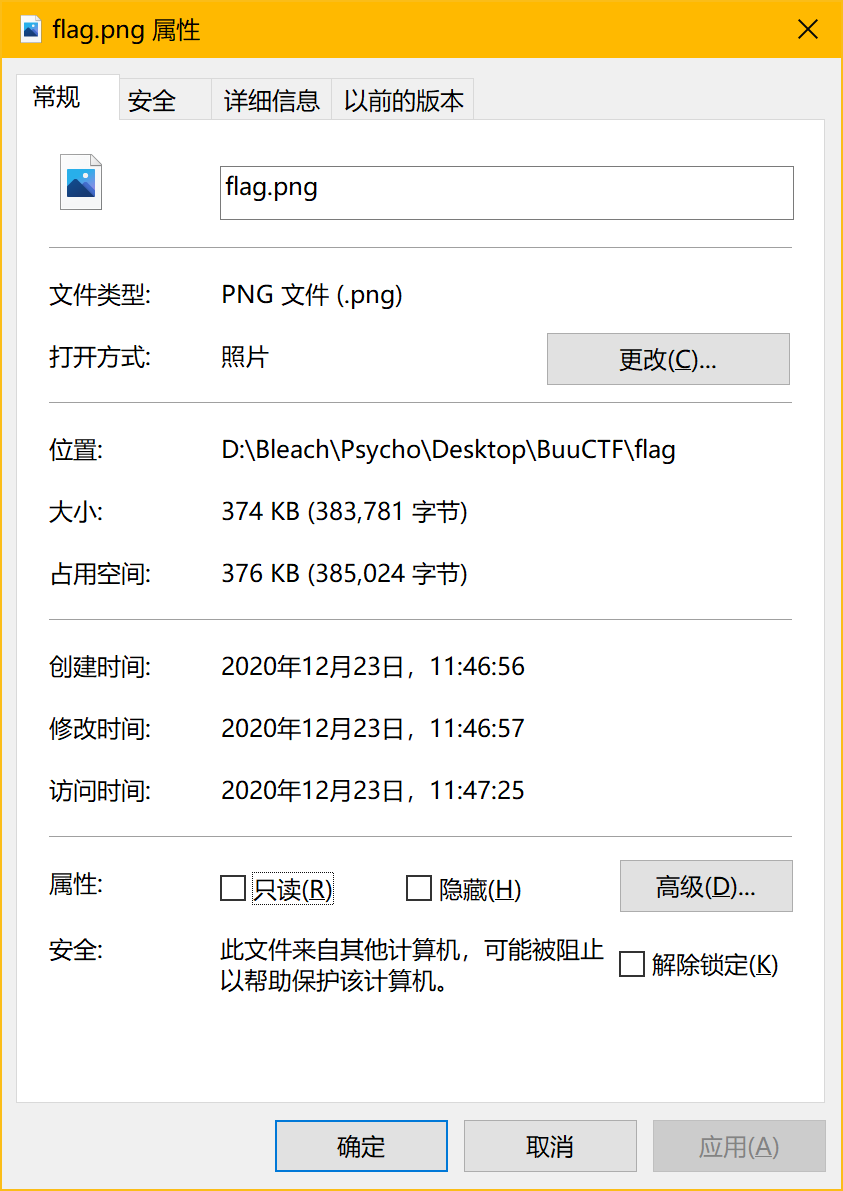 flag.png 属性
常规 安全 详细信息 以前的版本
flag.png
文件类型: PNG 文件 (.png)
打开方式: 照片 更改(C)...
位置: D:\Bleach\Psycho\Desktop\BuuCTF\flag
大小: 374 KB (383,781 字节)
占用空间: 376 KB (385,024 字节)
创建时间: 2020年12月23日，11:46:56
修改时间: 2020年12月23日，11:46:57
访问时间: 2020年12月23日，11:47:25
属性: 只读(R) 隐藏(H) 高级(D)...
安全: 此文件来自其他计算机，可能被阻止
以帮助保护该计算机。 解除锁定(K)
确定 取消 应用(A)